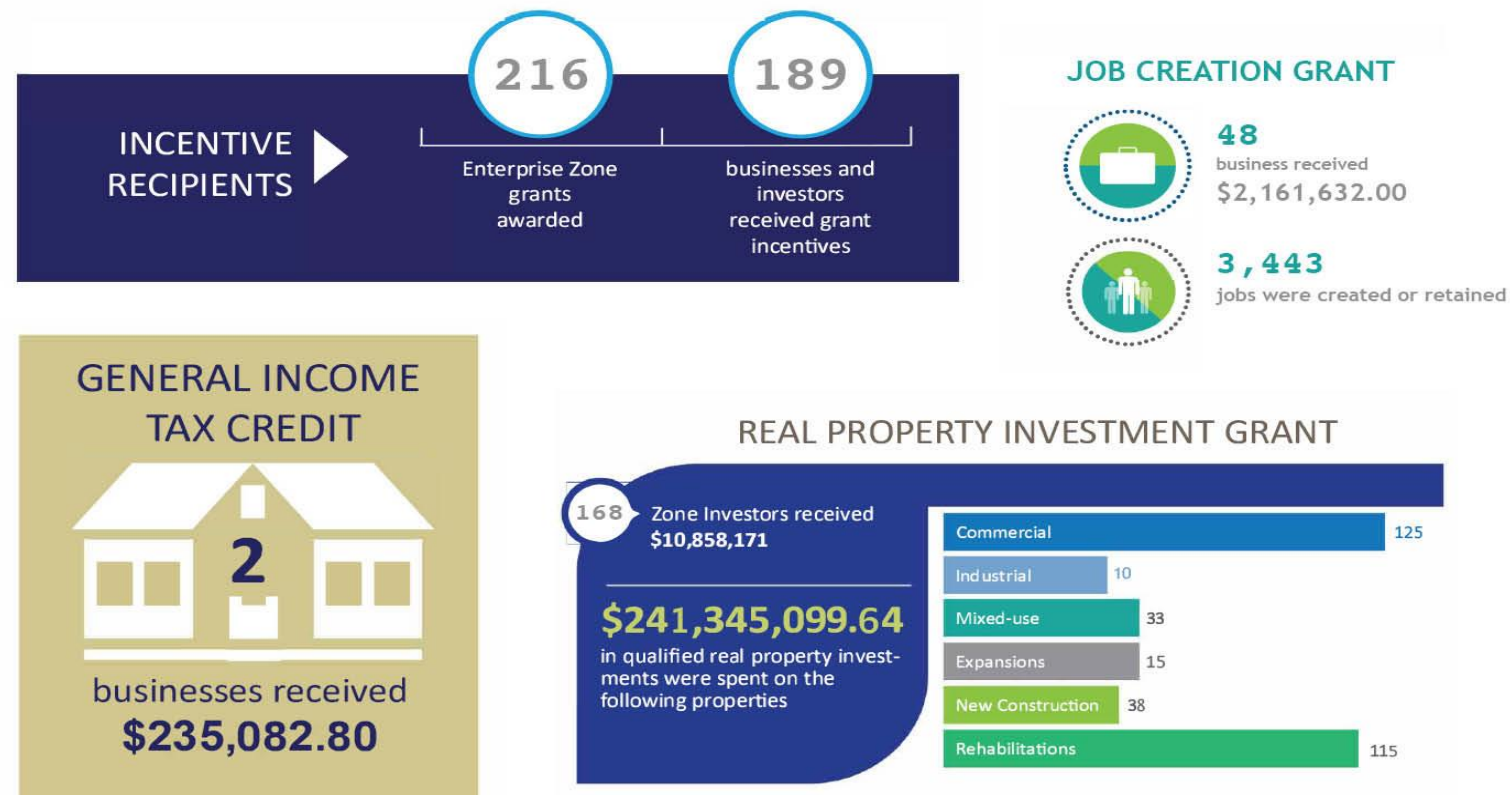 INCENTIVE
RECIPIENTS
216
Enterprise Zone
grants
awarded
189
businesses and
investors
received grant
incentives
JOB CREATION GRANT
48
business received
$2,161,632.00
3,443
jobs were created or retained
GENERAL INCOME
TAX CREDIT
2
businesses received
$235,082.80
REAL PROPERTY INVESTMENT GRANT
168
Zone Investors received
$10,858,171
$241,345,099.64
in qualified real property invest-
ments were spent on the
following properties
Commercial 125
Industrial 10
Mixed-use 33
Expansions 15
New Construction 38
Rehabilitations 115